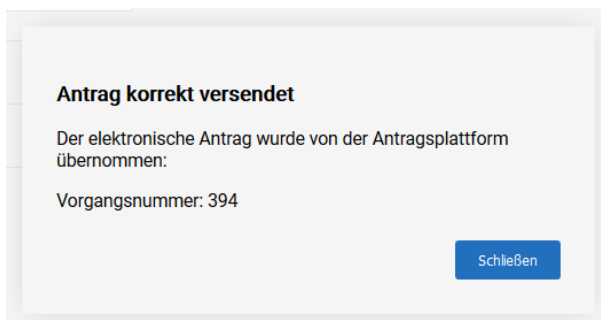 Antrag korrekt versendet
Der elektronische Antrag wurde von der Antragsplattform
übernommen:
Vorgangsnummer: 394
Schließen